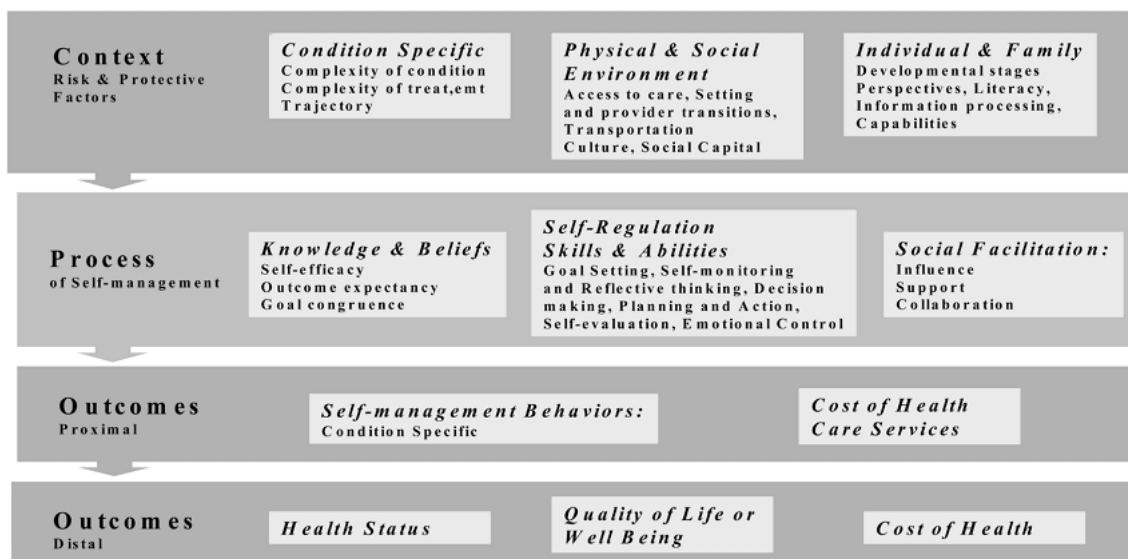 Context
Risk & Protective
Factors
Condition Specific
Complexity of condition
Complexity of treat,emt
Trajectory
Physical & Social
Environment
Access to care, Setting
and provider transitions,
Transportation
Culture, Social Capital
Individual & Family
Developmental stages
Perspectives, Literacy,
Information processing,
Capabilities
Process
of Self-management
Knowledge & Beliefs
Self-efficacy
Outcome expectancy
Goal congruence
Self-Regulation
Skills & Abilities
Goal Setting, Self-monitoring
and Reflective thinking, Decision
making, Planning and Action,
Self-evaluation, Emotional Control
Social Facilitation:
Influence
Support
Collaboration
Outcomes
Proximal
Self-management Behaviors:
Condition Specific
Cost of Health
Care Services
Outcomes
Distal
Health Status
Quality of Life or
Well Being
Cost of Health